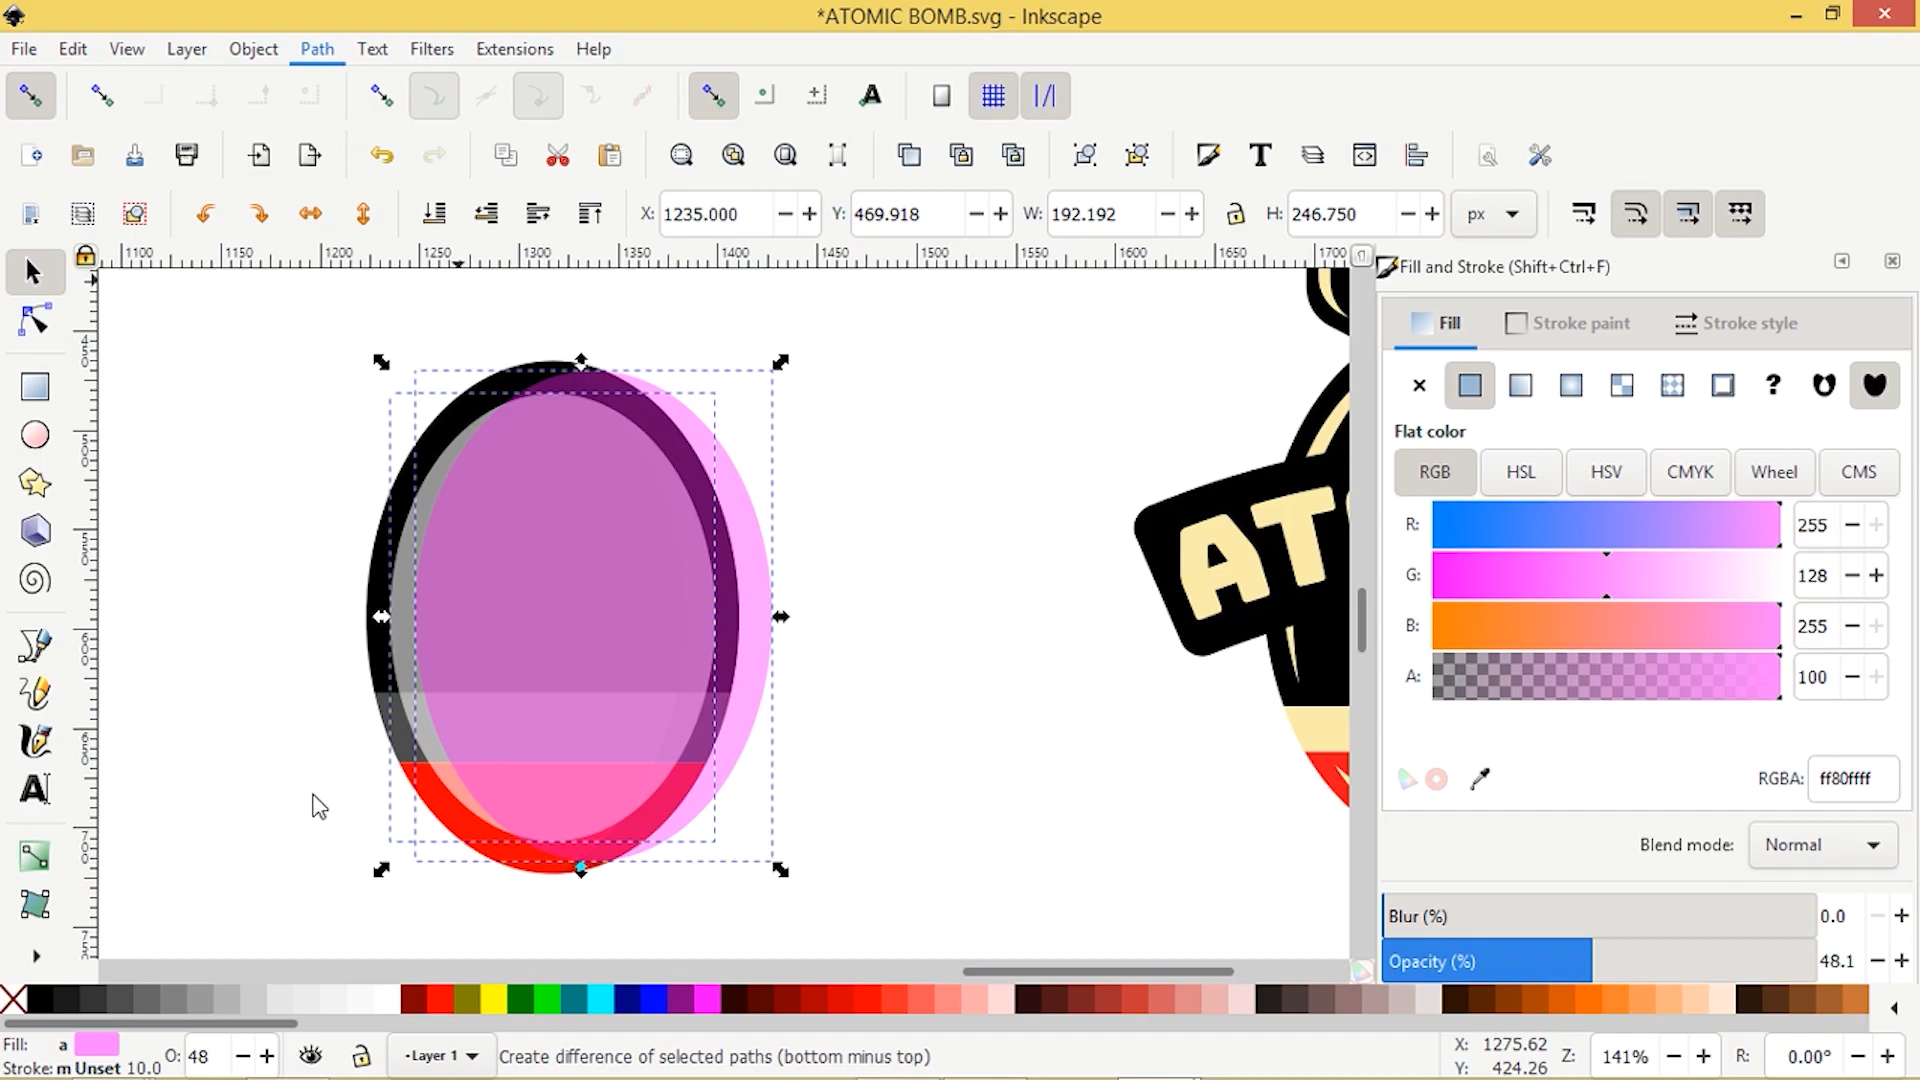 *ATOMIC BOMB.svg - Inkscape
File Edit View Layer Object Path Text Filters Extensions Help
X: 1235.000 Y: 469.918 W: 192.192 H: 246.750 px
1100 1150 1200 1250 1300 1350 1400 1450 1500 1550 1600 1650 1700
Fill and Stroke (Shift+Ctrl+F)
Fill Stroke paint Stroke style
Flat color
RGB HSL HSV CMYK Wheel CMS
R: 255
G: 128
B: 255
A: 100
RGBA: ff80ffff
Blend mode: Normal
Blur (%) 0.0
Opacity (%) 48.1
AT
Fill: a
Stroke: m Unset 10.0
O: 48
Layer 1
Create difference of selected paths (bottom minus top)
X: 1275.62
Y: 424.26
Z: 141%
R: 0.00°